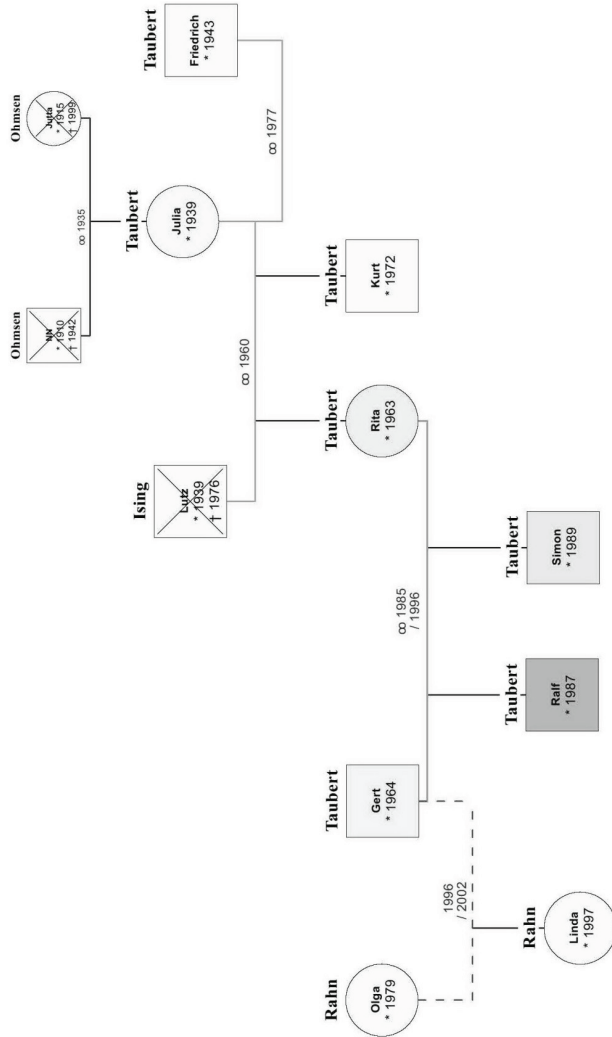 Ohmsen
NN
* 1910
† 1942
Ohmsen
Jutta
* 1915
† 1999
ꝏ 1935
Ising
Lutz
* 1939
† 1976
Taubert
Julia
* 1939
Taubert
Friedrich
* 1943
ꝏ 1960
ꝏ 1977
Rahn
Olga
* 1979
Taubert
Gert
* 1964
Taubert
Rita
* 1963
Taubert
Kurt
* 1972
1996
/ 2002
ꝏ 1985
/ 1996
Rahn
Linda
* 1997
Taubert
Ralf
* 1987
Taubert
Simon
* 1989